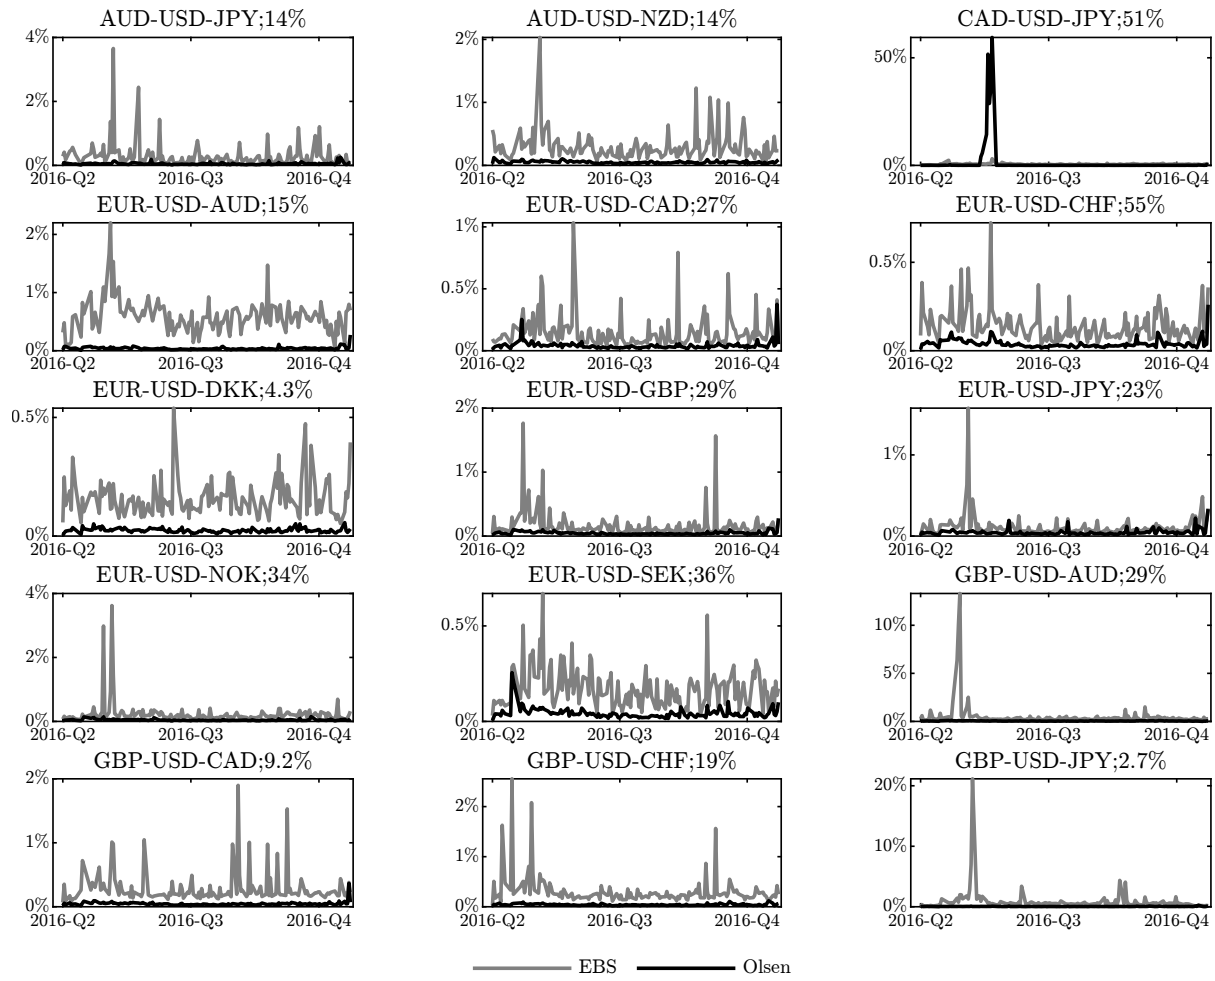 AUD-USD-JPY;14%
4%
2%
0%
2016-Q2 2016-Q3 2016-Q4
AUD-USD-NZD;14%
2%
1%
0%
2016-Q2 2016-Q3 2016-Q4
CAD-USD-JPY;51%
50%
0%
2016-Q2 2016-Q3 2016-Q4
EUR-USD-AUD;15%
2%
1%
0%
2016-Q2 2016-Q3 2016-Q4
EUR-USD-CAD;27%
1%
0.5%
0%
2016-Q2 2016-Q3 2016-Q4
EUR-USD-CHF;55%
0.5%
0%
2016-Q2 2016-Q3 2016-Q4
EUR-USD-DKK;4.3%
0.5%
0%
2016-Q2 2016-Q3 2016-Q4
EUR-USD-GBP;29%
2%
1%
0%
2016-Q2 2016-Q3 2016-Q4
EUR-USD-JPY;23%
1%
0%
2016-Q2 2016-Q3 2016-Q4
EUR-USD-NOK;34%
4%
2%
0%
2016-Q2 2016-Q3 2016-Q4
EUR-USD-SEK;36%
0.5%
0%
2016-Q2 2016-Q3 2016-Q4
GBP-USD-AUD;29%
10%
5%
0%
2016-Q2 2016-Q3 2016-Q4
GBP-USD-CAD;9.2%
2%
1%
0%
2016-Q2 2016-Q3 2016-Q4
GBP-USD-CHF;19%
2%
1%
0%
2016-Q2 2016-Q3 2016-Q4
GBP-USD-JPY;2.7%
20%
10%
0%
2016-Q2 2016-Q3 2016-Q4
EBS Olsen